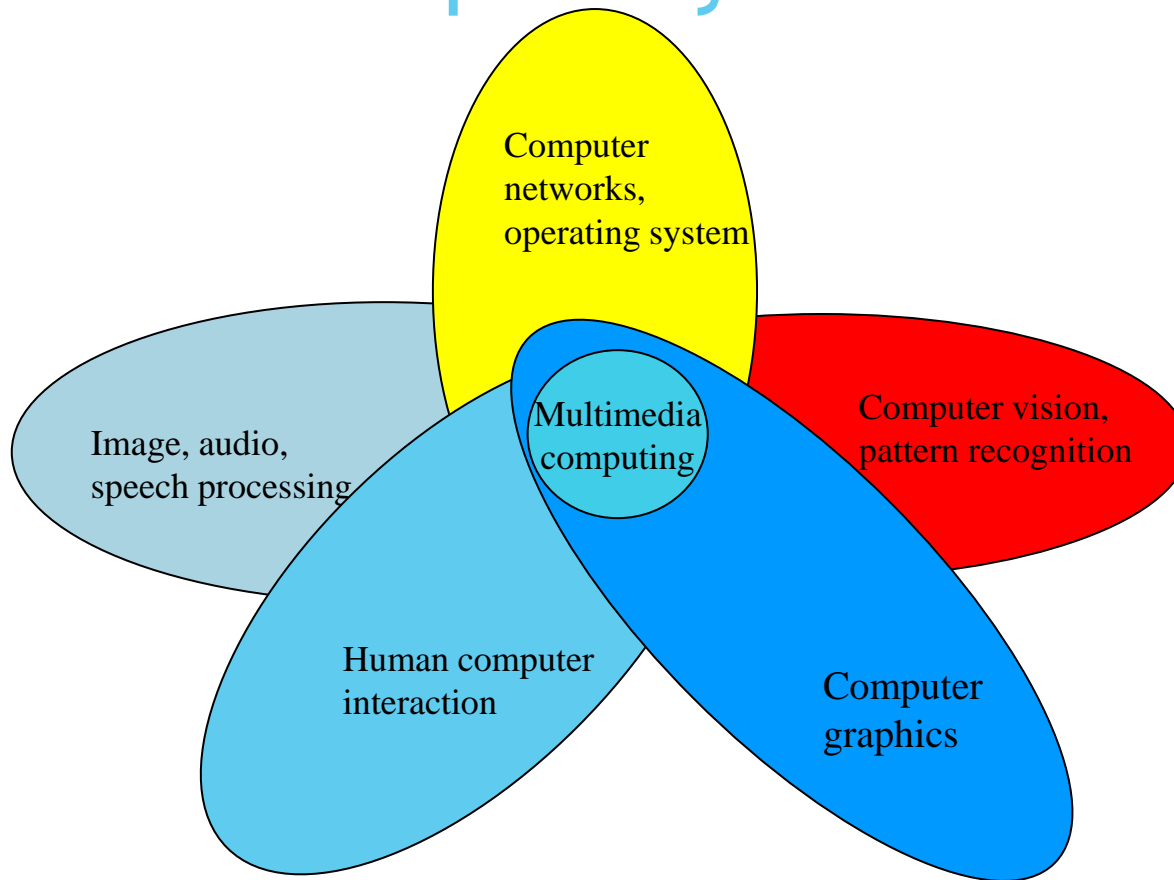 Computer
networks,
operating system
Multimedia
computing
Computer vision,
pattern recognition
Image, audio,
speech processing
Human computer
interaction
Computer
graphics